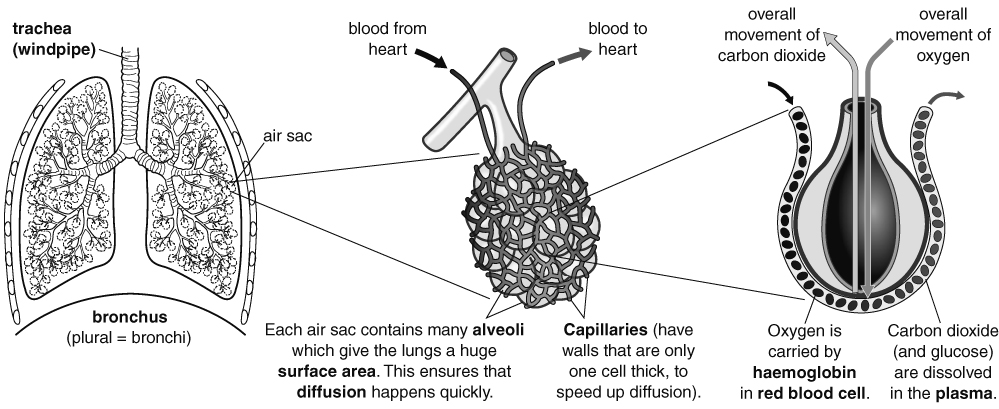 trachea
(windpipe)
air sac
bronchus
(plural = bronchi)
blood from
heart
blood to
heart
Each air sac contains many alveoli
which give the lungs a huge
surface area. This ensures that
diffusion happens quickly.
Capillaries (have
walls that are only
one cell thick, to
speed up diffusion).
overall
movement of
carbon dioxide
overall
movement of
oxygen
Oxygen is
carried by
haemoglobin
in red blood cell.
Carbon dioxide
(and glucose)
are dissolved
in the plasma.